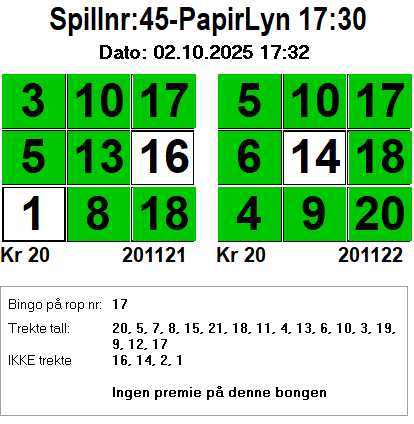 Spillnr:45-PapirLyn 17:30
Dato: 02.10.2025 17:32
3 10 17 5 10 17
5 13 16 6 14 18
1 8 18 4 9 20
Kr 20 201121 Kr 20 201122
Bingo på rop nr: 17
Trekte tall: 20, 5, 7, 8, 15, 21, 18, 11, 4, 13, 6, 10, 3, 19,
9, 12, 17
IKKE trekte 16, 14, 2, 1
Ingen premie på denne bongen